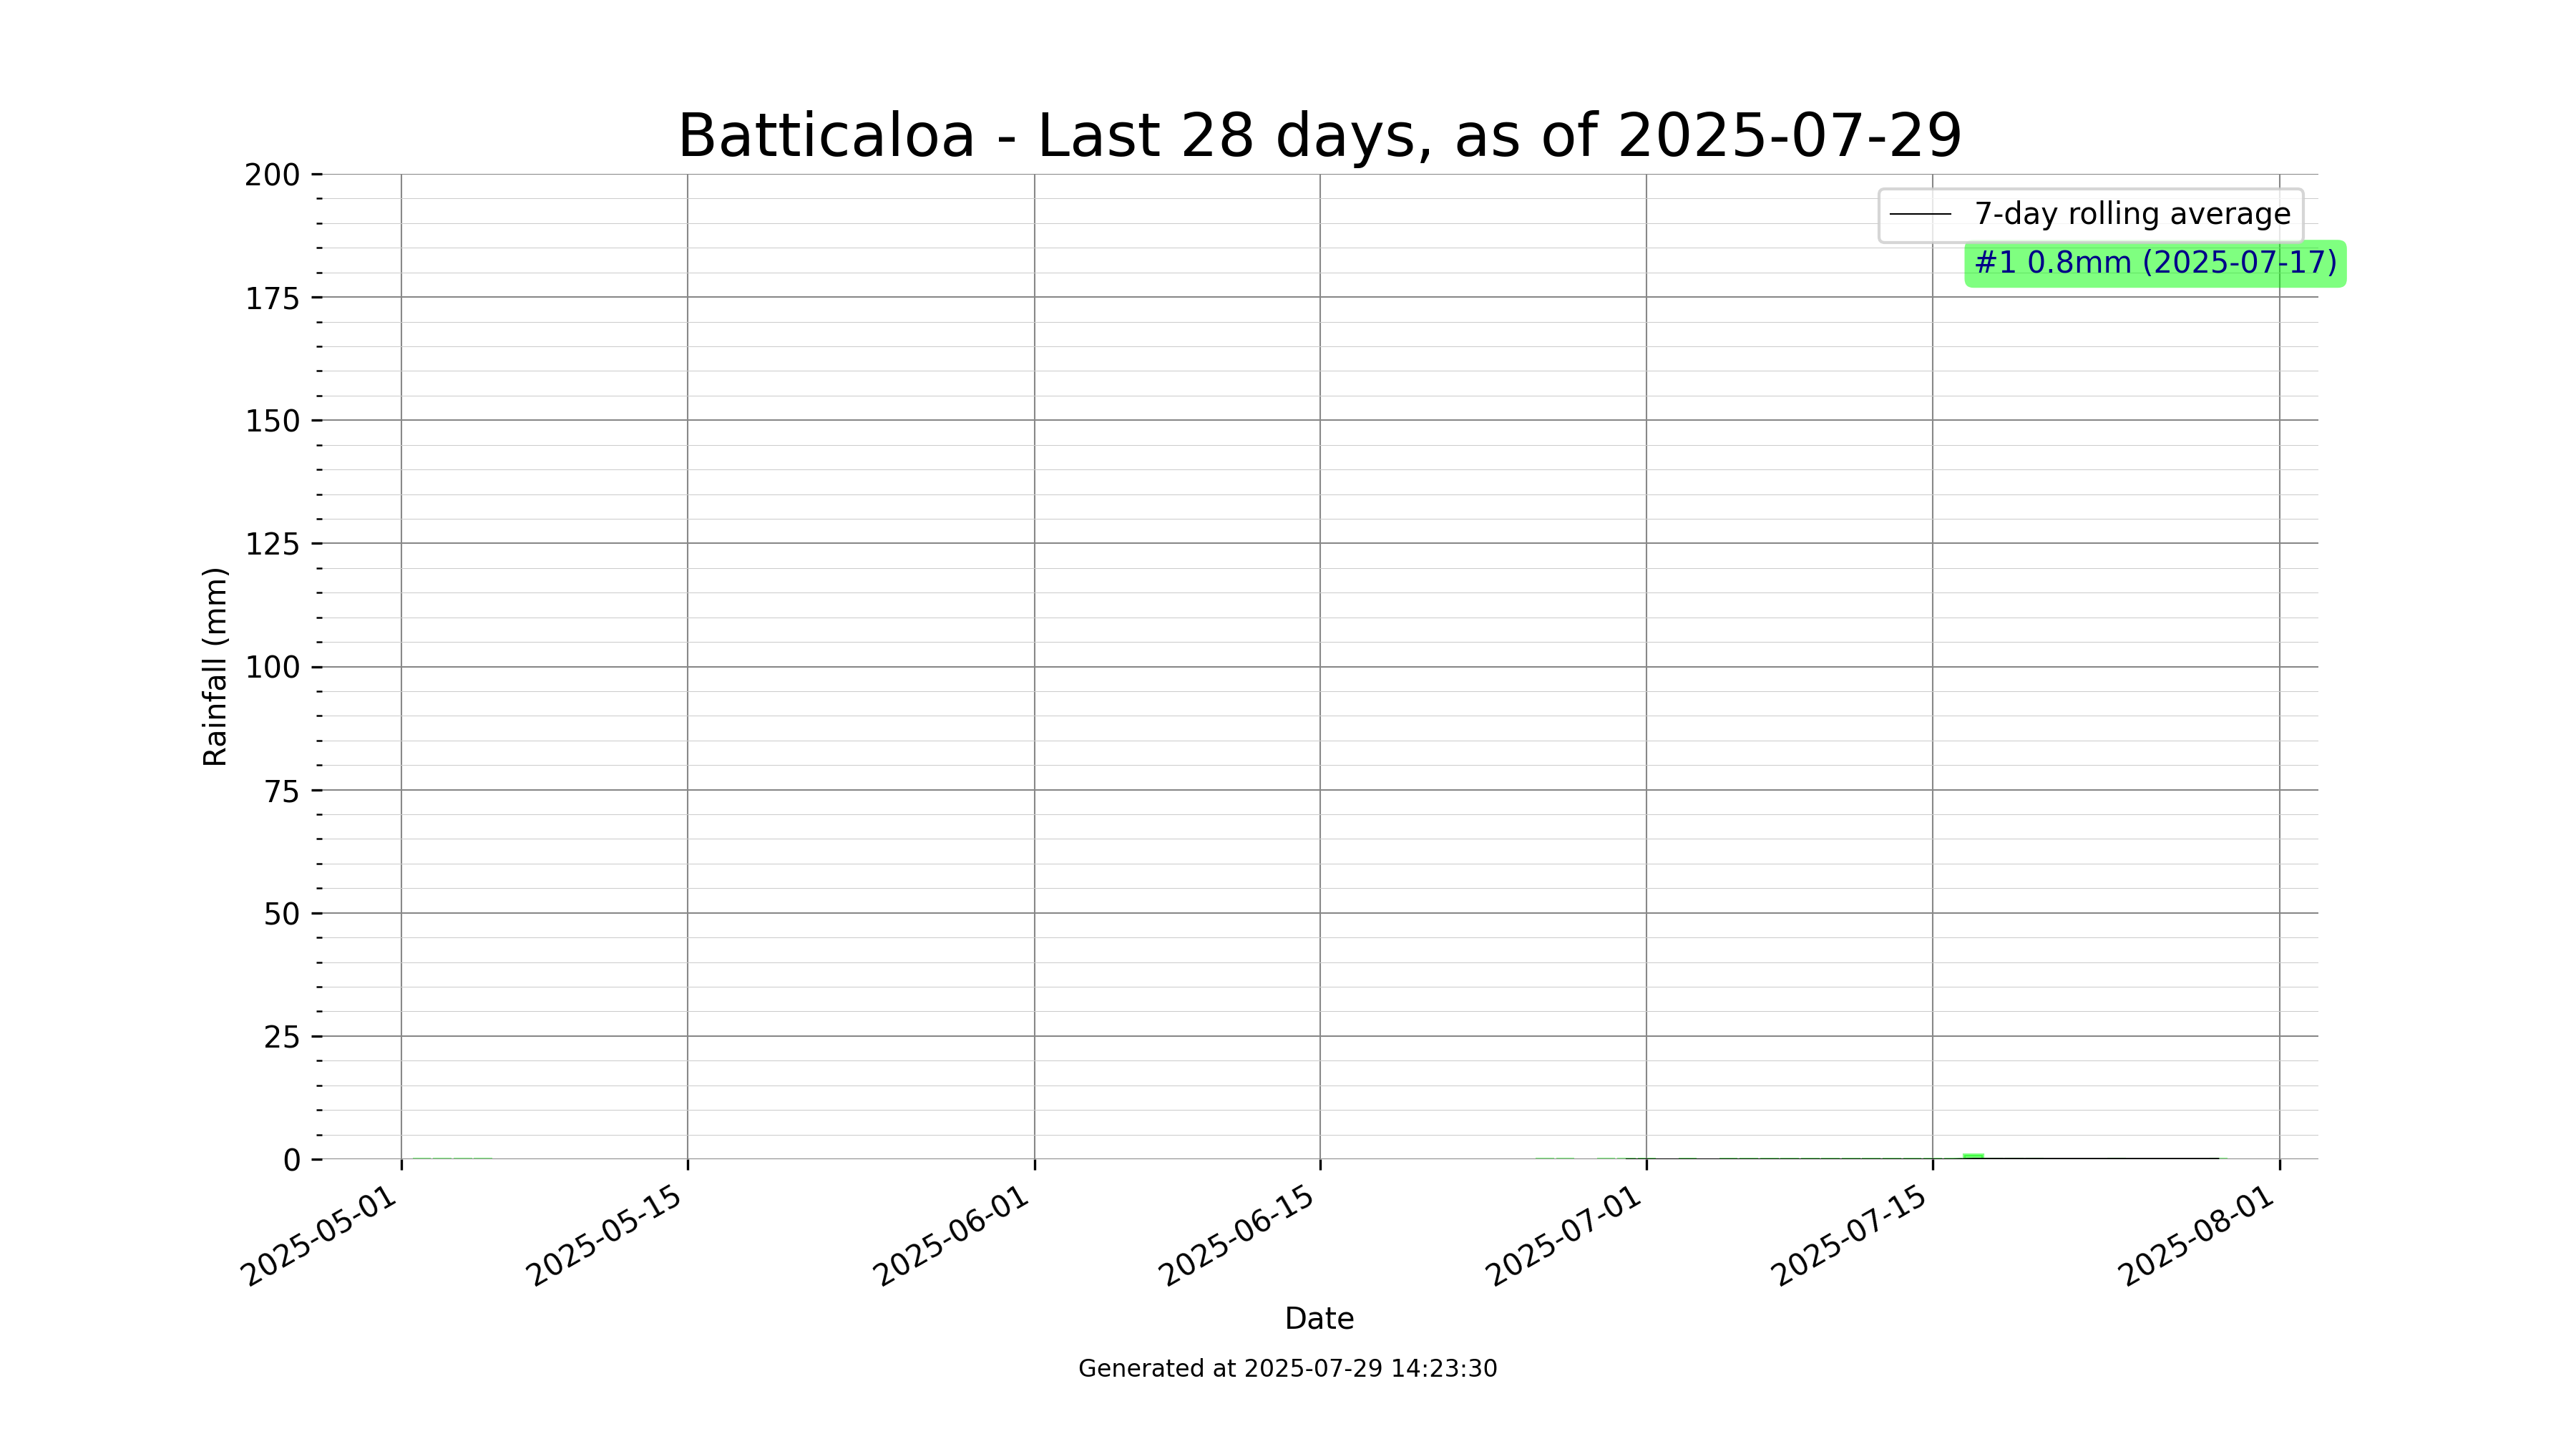 Batticaloa - Last 28 days, as of 2025-07-29
7-day rolling average
#1 0.8mm (2025-07-17)
Rainfall (mm)
200
175
150
125
100
75
50
25
0
2025-05-01
2025-05-15
2025-06-01
2025-06-15
2025-07-01
2025-07-15
2025-08-01
Date
Generated at 2025-07-29 14:23:30